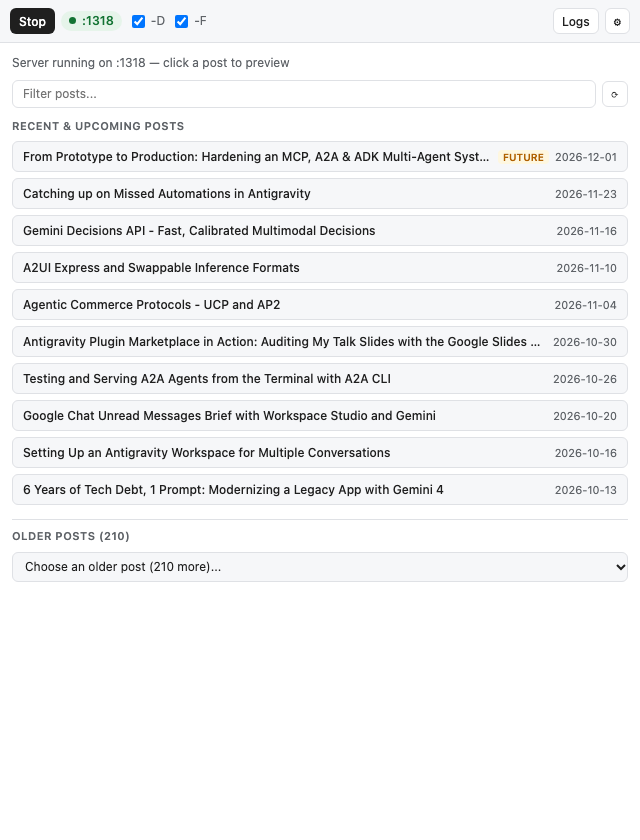 Stop :1318 -D -F Logs
Server running on :1318 — click a post to preview
Filter posts...
RECENT & UPCOMING POSTS
From Prototype to Production: Hardening an MCP, A2A & ADK Multi-Agent Syst... FUTURE 2026-12-01
Catching up on Missed Automations in Antigravity 2026-11-23
Gemini Decisions API - Fast, Calibrated Multimodal Decisions 2026-11-16
A2UI Express and Swappable Inference Formats 2026-11-10
Agentic Commerce Protocols - UCP and AP2 2026-11-04
Antigravity Plugin Marketplace in Action: Auditing My Talk Slides with the Google Slides ... 2026-10-30
Testing and Serving A2A Agents from the Terminal with A2A CLI 2026-10-26
Google Chat Unread Messages Brief with Workspace Studio and Gemini 2026-10-20
Setting Up an Antigravity Workspace for Multiple Conversations 2026-10-16
6 Years of Tech Debt, 1 Prompt: Modernizing a Legacy App with Gemini 4 2026-10-13
OLDER POSTS (210)
Choose an older post (210 more)...